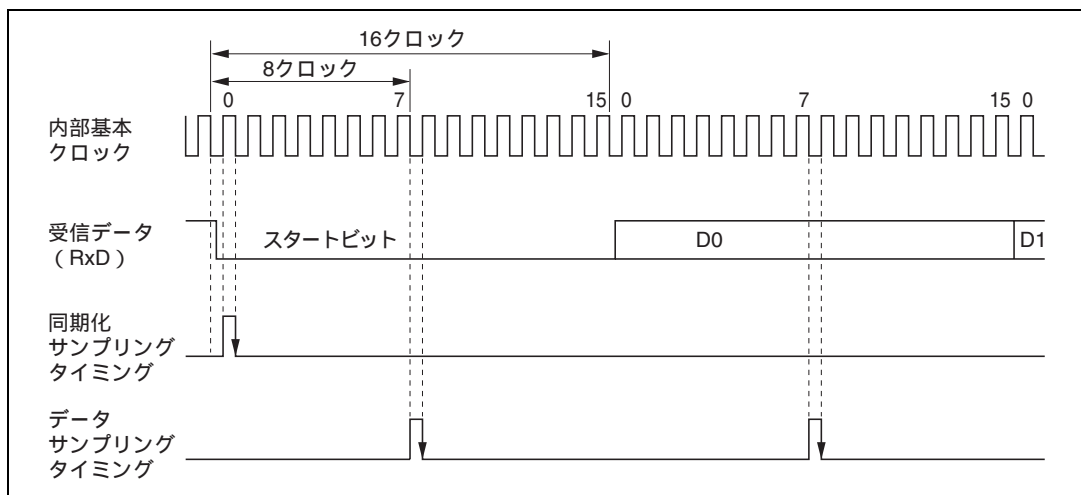 16クロック
8クロック
0 7 15 0 7 15 0
内部基本
クロック
受信データ
(RxD)
スタートビット
D0
D1
同期化
サンプリング
タイミング
データ
サンプリング
タイミング